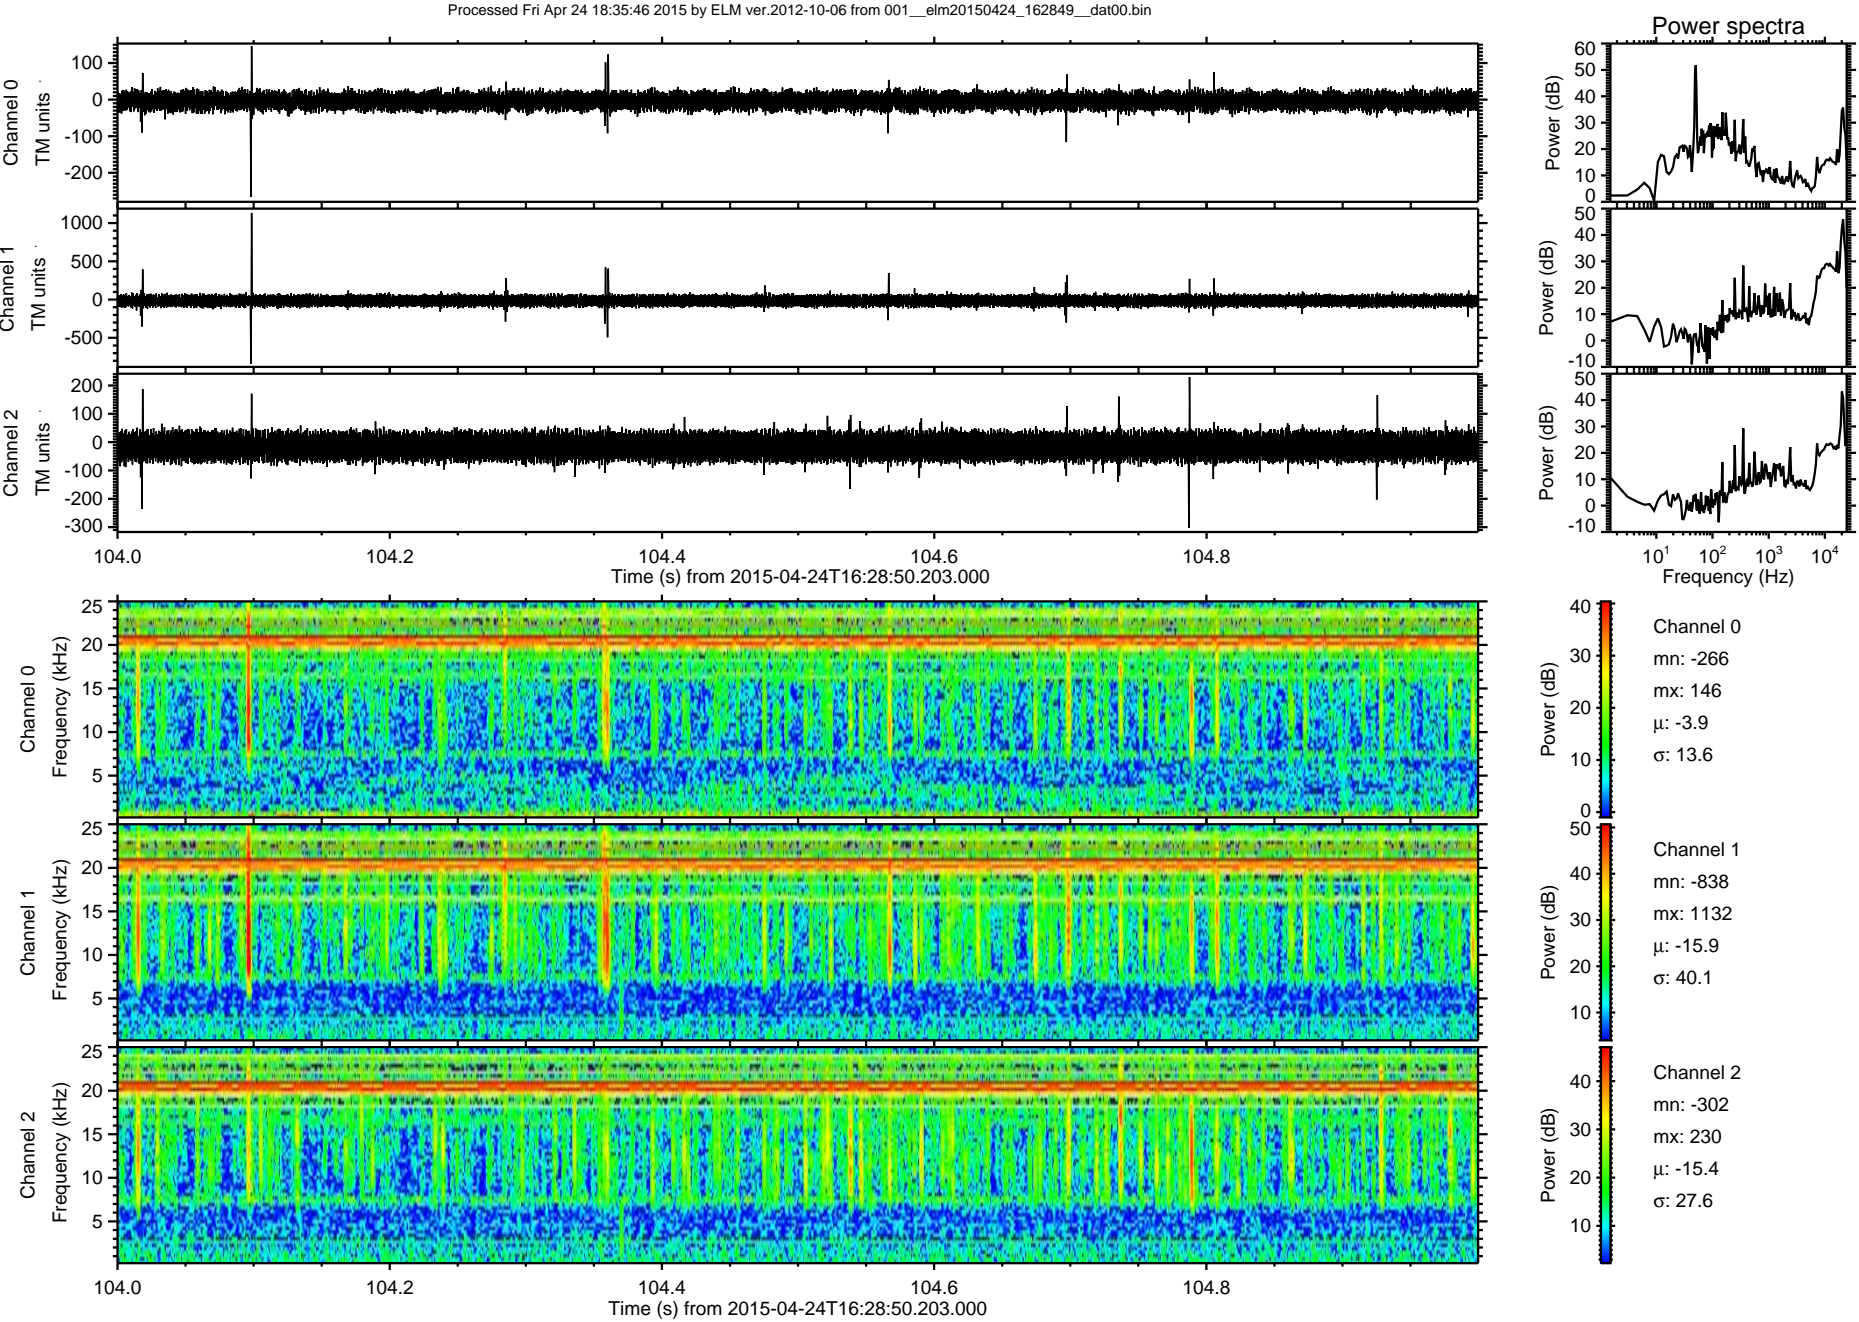 Processed Fri Apr 24 18:35:46 2015 by ELM ver.2012-10-06 from 001__elm20150424_162849__dat00.bin
Power spectra
Channel 0
TM units
100
0
-100
-200
Power (dB)
60
50
40
30
20
10
0
Channel 1
TM units
1000
500
0
-500
Power (dB)
50
40
30
20
10
0
-10
Channel 2
TM units
200
100
0
-100
-200
-300
Power (dB)
50
40
30
20
10
0
-10
104.0 104.2 104.4 104.6 104.8
Time (s) from 2015-04-24T16:28:50.203.000
10¹ 10² 10³ 10⁴
Frequency (Hz)
Channel 0
Frequency (kHz)
25
20
15
10
5
Power (dB)
40
30
20
10
0
Channel 0
mn: -266
mx: 146
μ: -3.9
σ: 13.6
Channel 1
Frequency (kHz)
25
20
15
10
5
Power (dB)
50
40
30
20
10
Channel 1
mn: -838
mx: 1132
μ: -15.9
σ: 40.1
Channel 2
Frequency (kHz)
25
20
15
10
5
Power (dB)
40
30
20
10
Channel 2
mn: -302
mx: 230
μ: -15.4
σ: 27.6
104.0 104.2 104.4 104.6 104.8
Time (s) from 2015-04-24T16:28:50.203.000